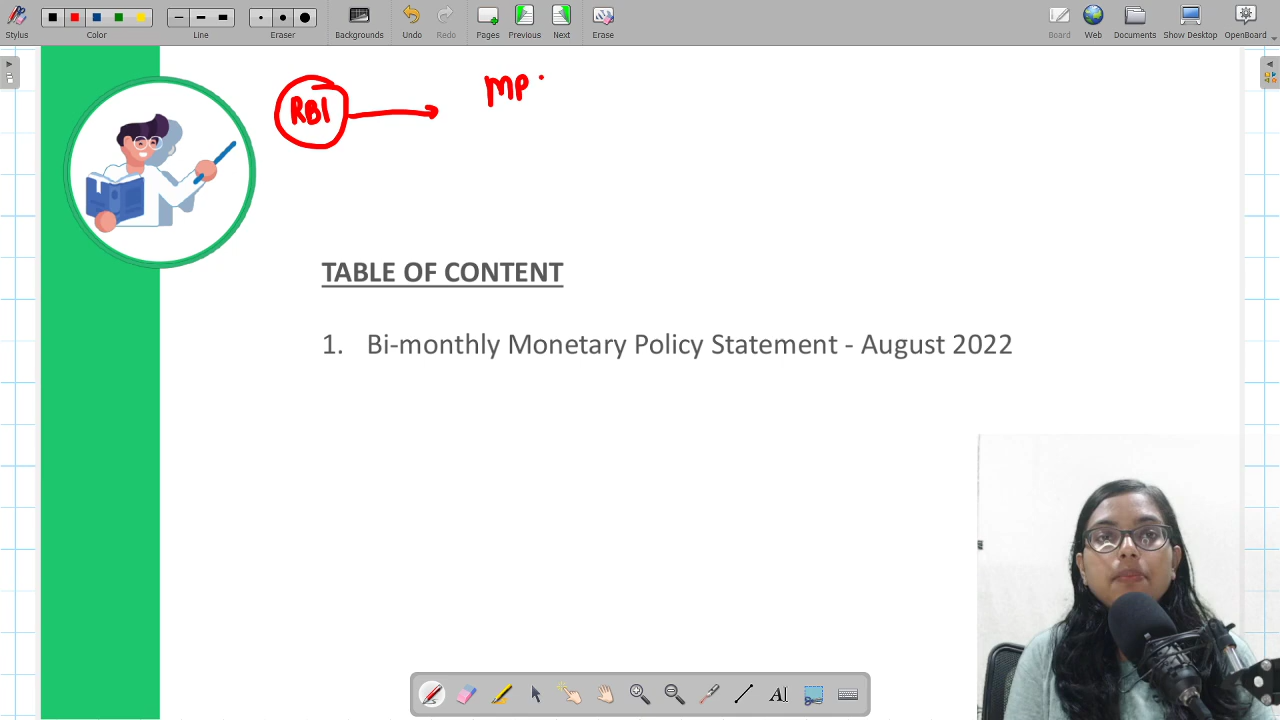 Stylus Color Line Eraser Backgrounds Undo Redo Pages Previous Next Erase Board Web Documents Show Desktop OpenBoard
RBI MP
TABLE OF CONTENT
1. Bi-monthly Monetary Policy Statement - August 2022